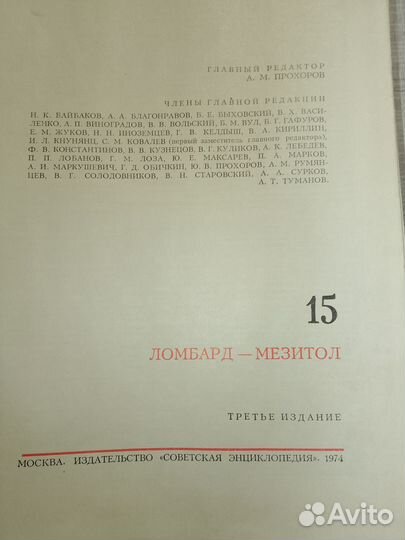 ГЛАВНЫЙ РЕДАКТОР
А. М. ПРОХОРОВ
ЧЛЕНЫ ГЛАВНОЙ РЕДАКЦИИ
Н. К. БАЙБАКОВ, А. А. БЛАГОНРАВОВ, Б. Е. БЫХОВСКИЙ, В. Х. ВАСИ-
ЛЕНКО, А. П. ВИНОГРАДОВ, В. В. ВОЛЬСКИЙ, Б. М. ВУЛ, Б. Г. ГАФУРОВ,
Е. М. ЖУКОВ, Н. Н. ИНОЗЕМЦЕВ, Г. В. КЕЛДЫШ, В. А. КИРИЛЛИН,
И. Л. КНУНЯНЦ, С. М. КОВАЛЕВ (первый заместитель главного редактора),
Ф. В. КОНСТАНТИНОВ, В. В. КУЗНЕЦОВ, В. Г. КУЛИКОВ, А. К. ЛЕБЕДЕВ,
П. П. ЛОБАНОВ, Г. М. ЛОЗА, Ю. Е. МАКСАРЕВ, П. А. МАРКОВ,
А. И. МАРКУШЕВИЧ, Г. Д. ОБИЧКИН, Ю. В. ПРОХОРОВ, А. М. РУМЯН-
ЦЕВ, В. Г. СОЛОДОВНИКОВ, В. Н. СТАРОВСКИЙ, А. А. СУРКОВ,
А. Т. ТУМАНОВ.
15
ЛОМБАРД — МЕЗИТОЛ
ТРЕТЬЕ ИЗДАНИЕ
МОСКВА. ИЗДАТЕЛЬСТВО «СОВЕТСКАЯ ЭНЦИКЛОПЕДИЯ». 1974
Avito